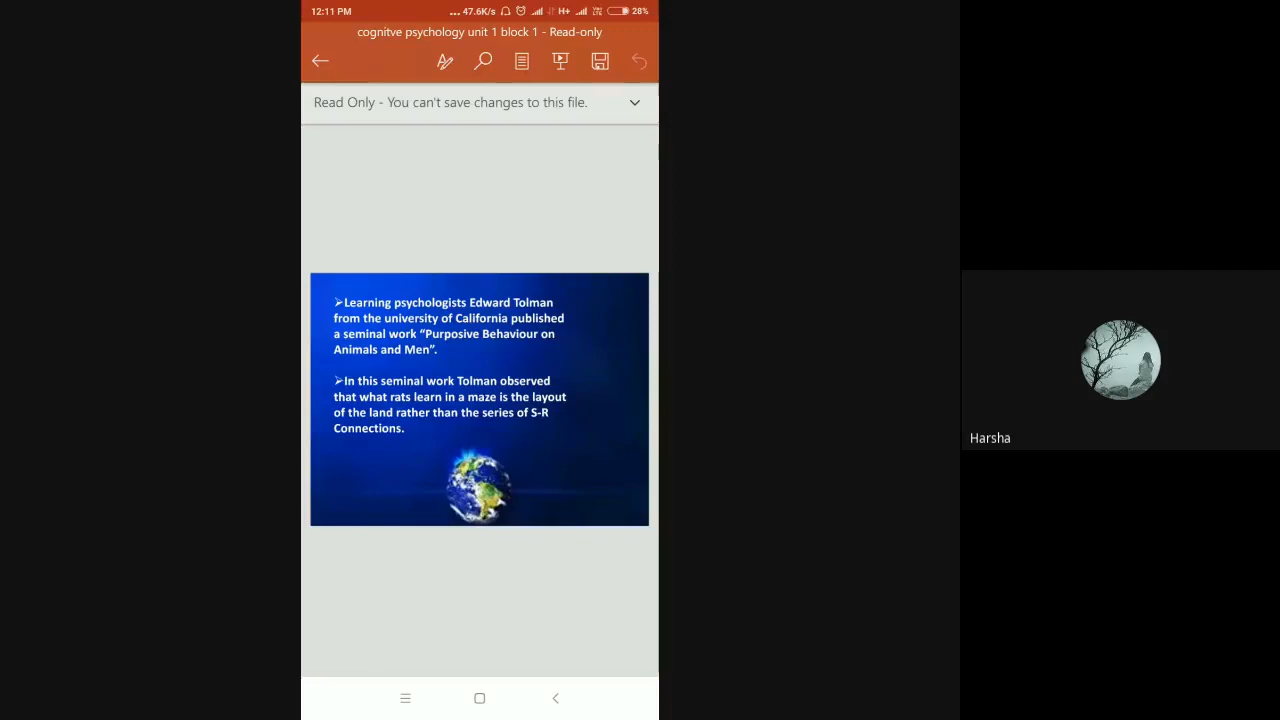 12:11 PM ... 47.6K/s H+ 28%
cognitve psychology unit 1 block 1 - Read-only
Read Only - You can't save changes to this file.
➢Learning psychologists Edward Tolman
from the university of California published
a seminal work “Purposive Behaviour on
Animals and Men”.
➢In this seminal work Tolman observed
that what rats learn in a maze is the layout
of the land rather than the series of S-R
Connections.
Harsha